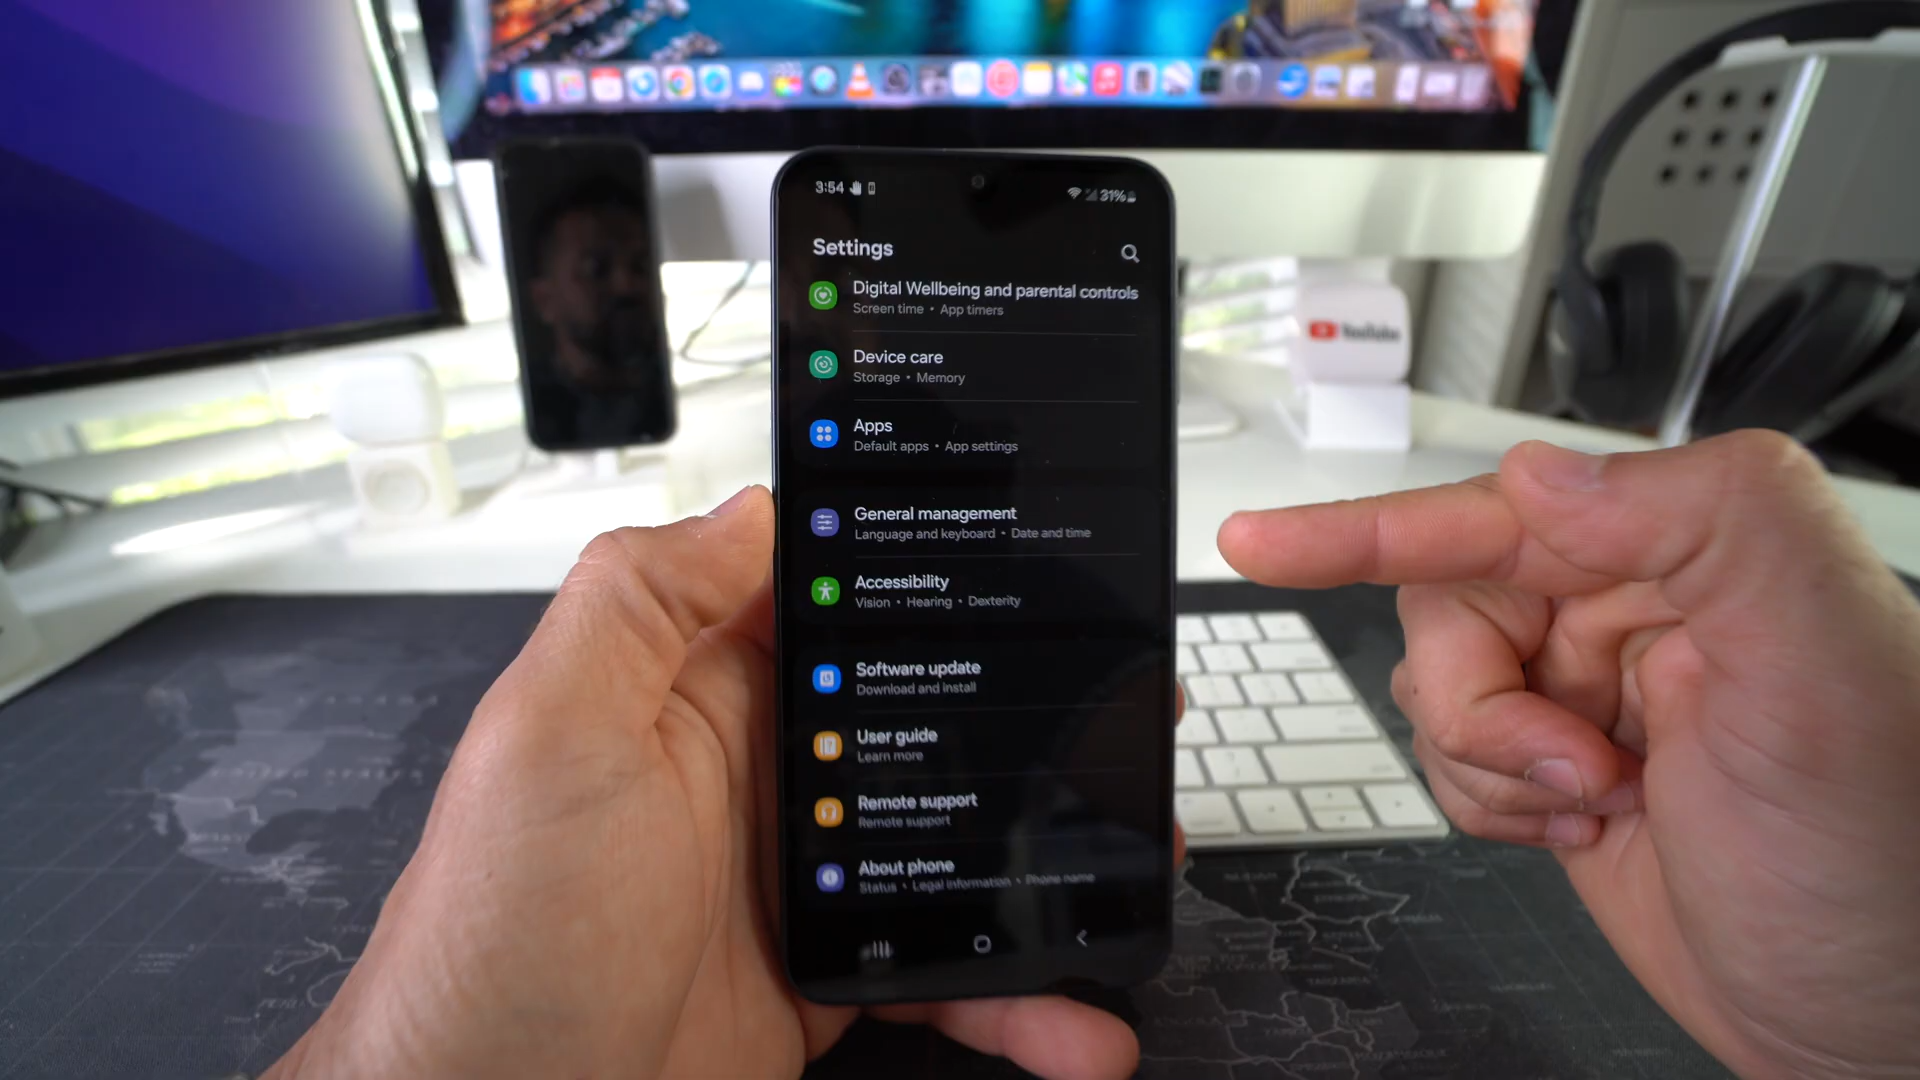 3:54
31%
Settings
Digital Wellbeing and parental controls
Screen time • App timers
Device care
Storage • Memory
Apps
Default apps • App settings
General management
Language and keyboard • Date and time
Accessibility
Vision • Hearing • Dexterity
Software update
Download and install
User guide
Learn more
Remote support
Remote support
About phone
Status • Legal information • Phone name
YouTube